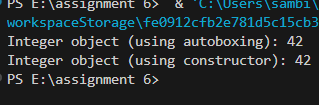 PS E:\assignment 6>  & 'C:\Users\sambi\
workspaceStorage\fe0912cfb2e781d5c15cb3
Integer object (using autoboxing): 42
Integer object (using constructor): 42
PS E:\assignment 6>